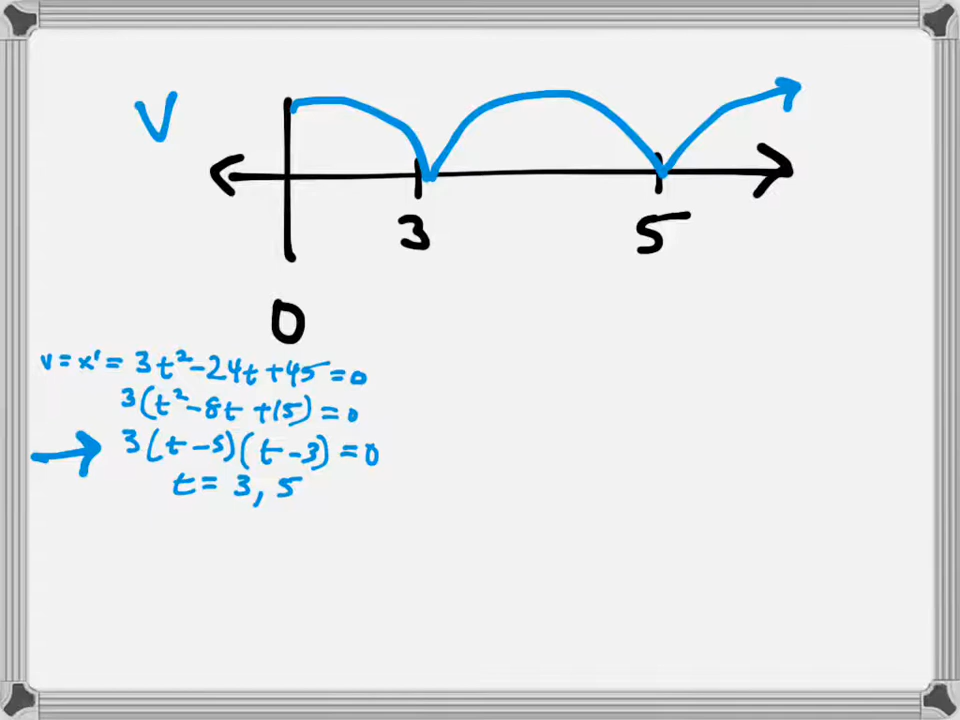 V
3 5
0
v = x' = 3t² - 24t + 45 = 0
3(t² - 8t + 15) = 0
3(t - 5)(t - 3) = 0
t = 3, 5